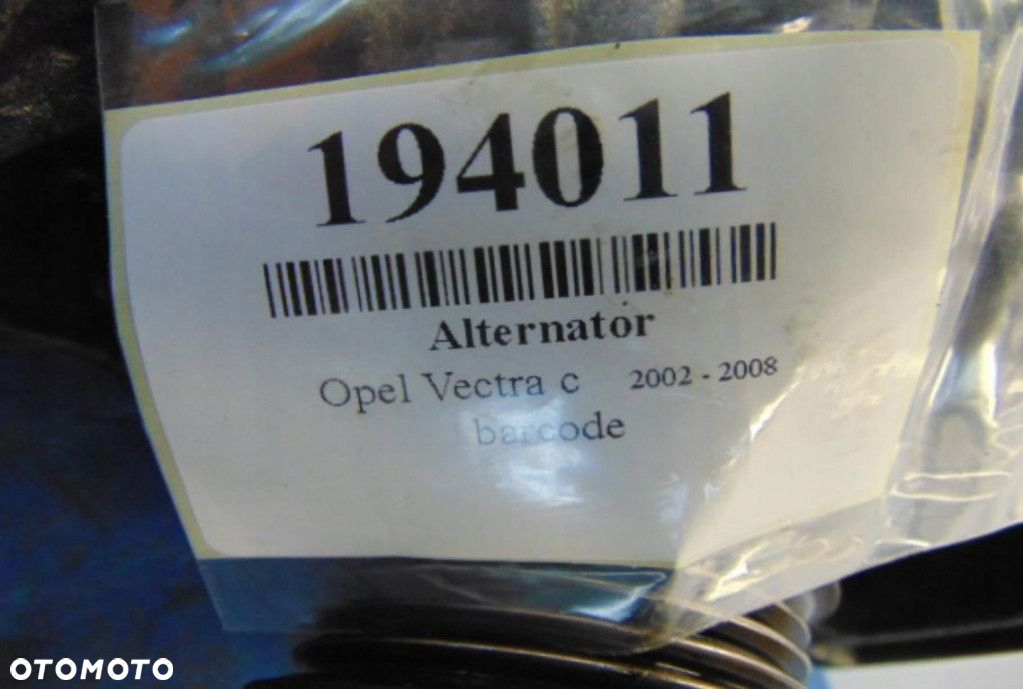 194011
Alternator
Opel Vectra c 2002 - 2008
barcode
OTOMOTO